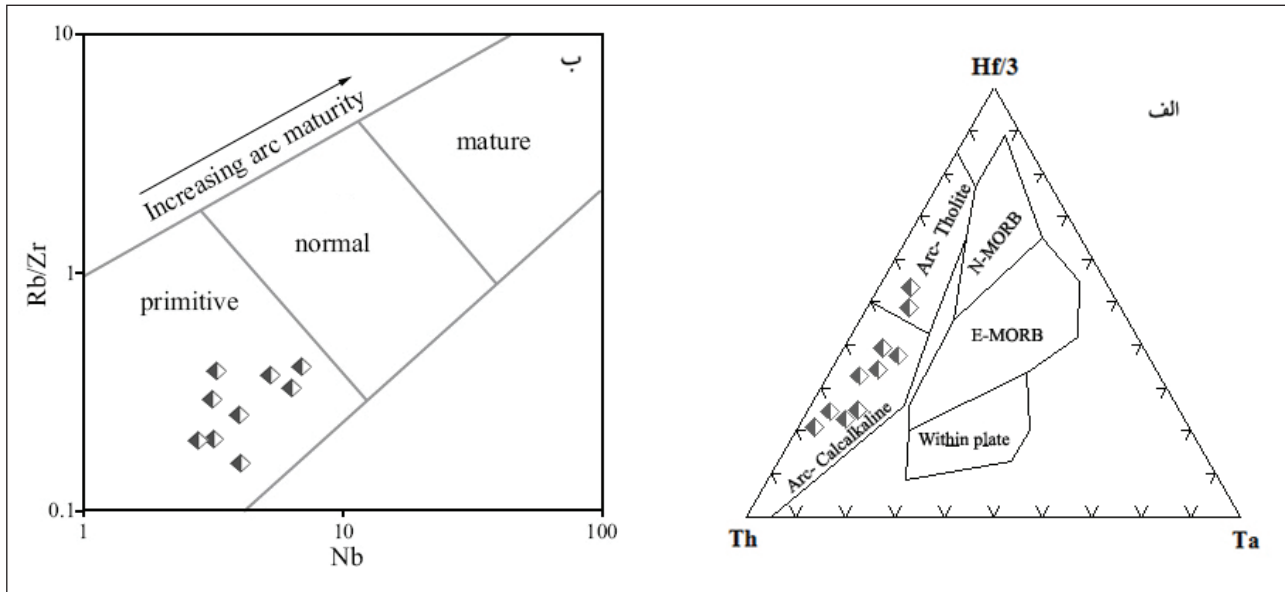 10
ب
Increasing arc maturity
mature
normal
Rb/Zr
1
primitive
0.1
1
10
100
Nb
Hf/3
الف
Arc- Tholite
N-MORB
E-MORB
Within plate
Arc- Calcalkaline
Th
Ta